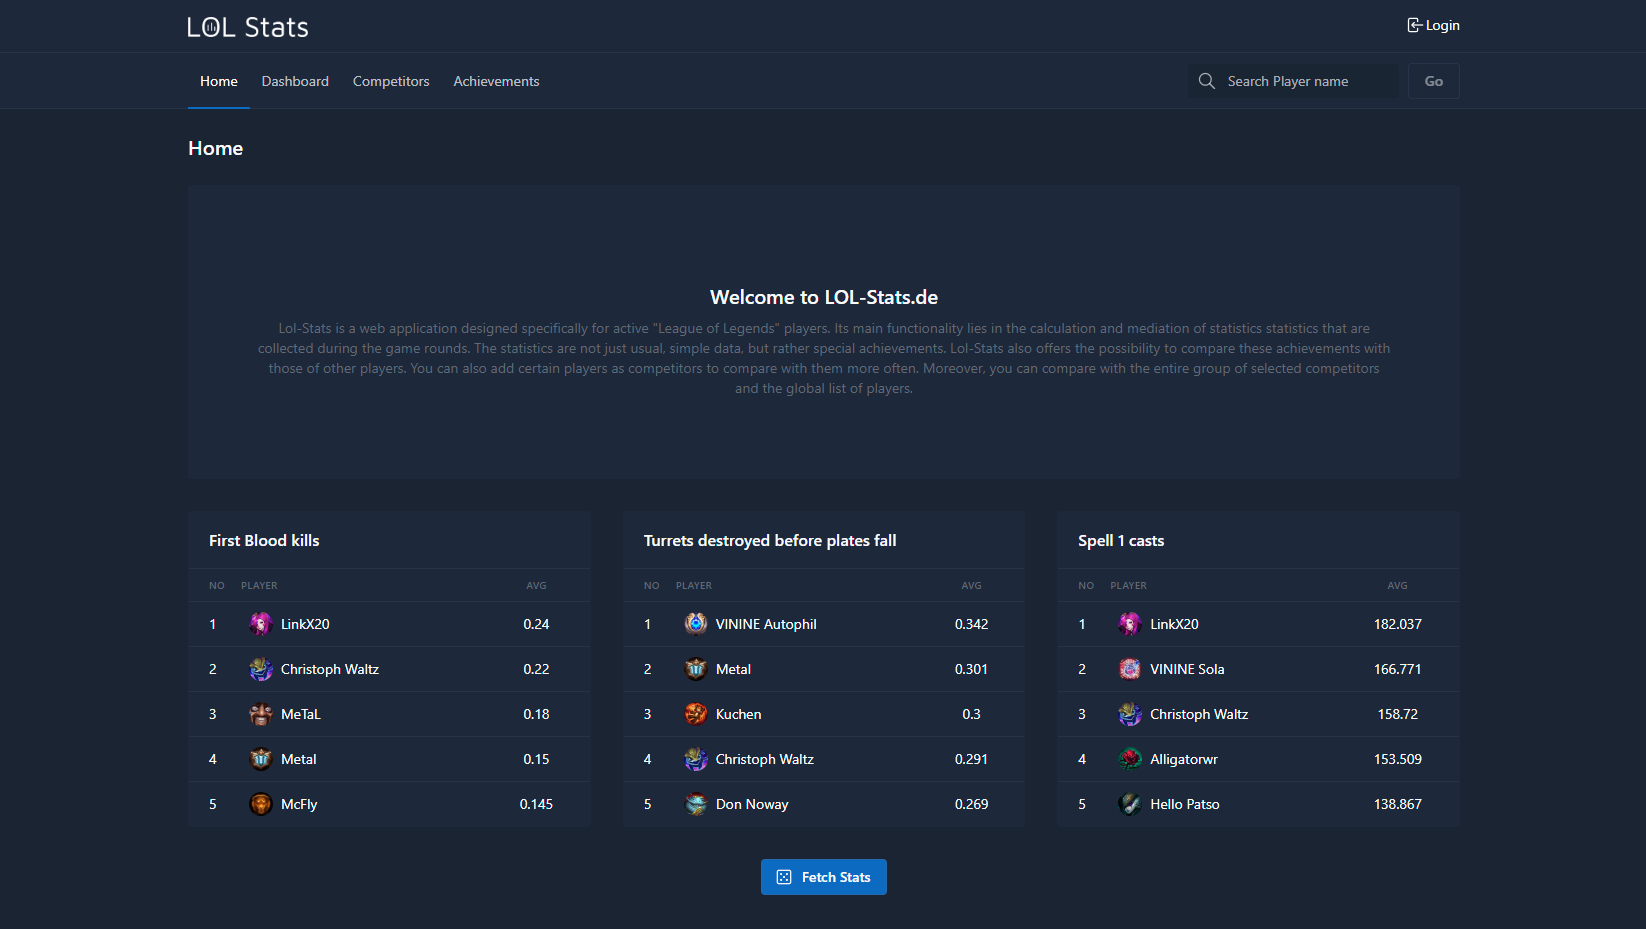 LOL Stats
Login
Home Dashboard Competitors Achievements Search Player name Go
Home
Welcome to LOL-Stats.de
Lol-Stats is a web application designed specifically for active "League of Legends" players. Its main functionality lies in the calculation and mediation of statistics statistics that are
collected during the game rounds. The statistics are not just usual, simple data, but rather special achievements. Lol-Stats also offers the possibility to compare these achievements with
those of other players. You can also add certain players as competitors to compare with them more often. Moreover, you can compare with the entire group of selected competitors
and the global list of players.
First Blood kills
NO PLAYER AVG
1 LinkX20 0.24
2 Christoph Waltz 0.22
3 MeTaL 0.18
4 Metal 0.15
5 McFly 0.145
Turrets destroyed before plates fall
NO PLAYER AVG
1 VININE Autophil 0.342
2 Metal 0.301
3 Kuchen 0.3
4 Christoph Waltz 0.291
5 Don Noway 0.269
Spell 1 casts
NO PLAYER AVG
1 LinkX20 182.037
2 VININE Sola 166.771
3 Christoph Waltz 158.72
4 Alligatorwr 153.509
5 Hello Patso 138.867
Fetch Stats